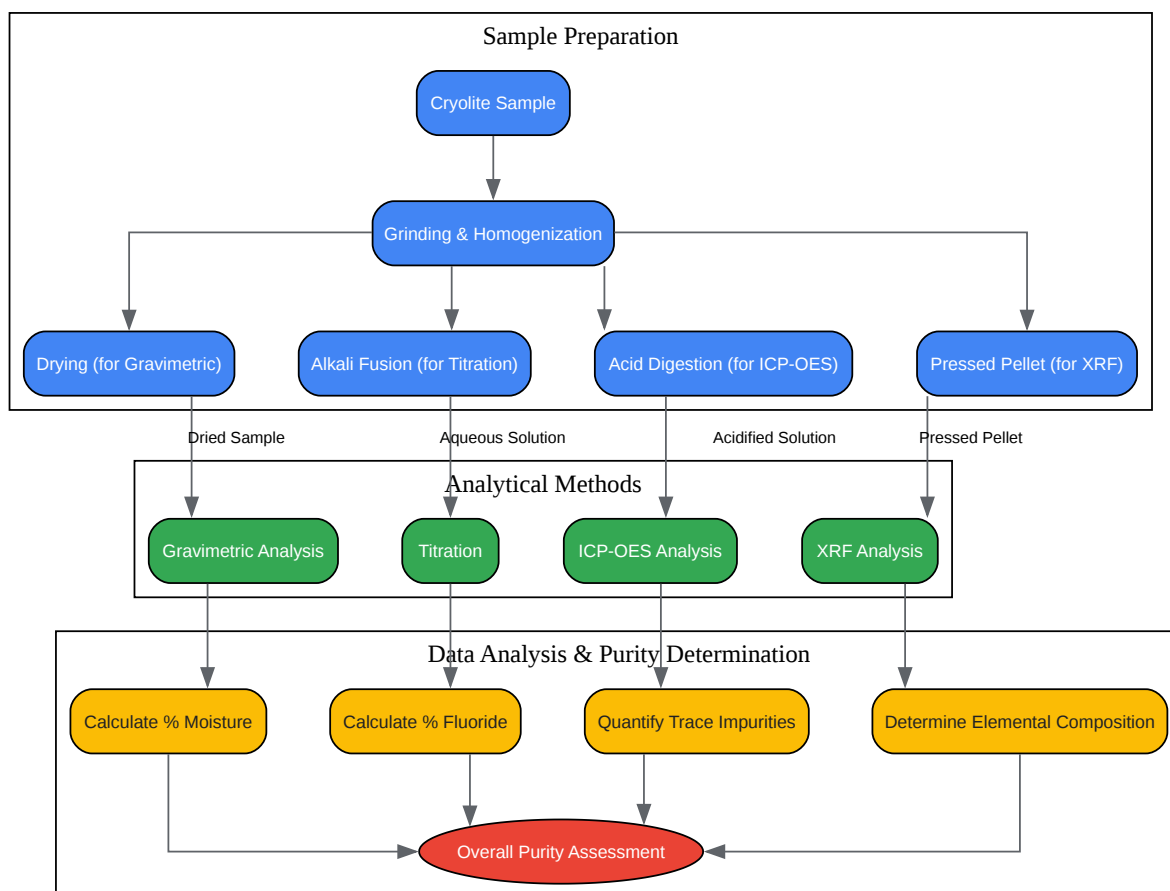 Sample Preparation
Cryolite Sample
Grinding & Homogenization
Drying (for Gravimetric)
Alkali Fusion (for Titration)
Acid Digestion (for ICP-OES)
Pressed Pellet (for XRF)
Dried Sample
Aqueous Solution
Acidified Solution
Pressed Pellet
Analytical Methods
Gravimetric Analysis
Titration
ICP-OES Analysis
XRF Analysis
Data Analysis & Purity Determination
Calculate % Moisture
Calculate % Fluoride
Quantify Trace Impurities
Determine Elemental Composition
Overall Purity Assessment